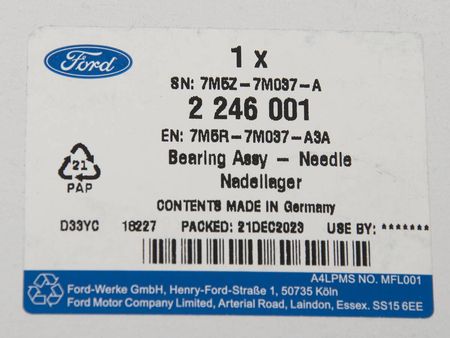 Ford
1 x
SN: 7M5Z-7M037-A
2 246 001
EN: 7M5R-7M037-A3A
Bearing Assy - Needle
Nadellager
21
PAP
CONTENTS MADE IN Germany
D33YC 16227 PACKED: 21DEC2023 USE BY: *******
A4LPMS NO. MFL001
Ford-Werke GmbH, Henry-Ford-Straße 1, 50735 Köln
Ford Motor Company Limited, Arterial Road, Laindon, Essex. SS15 6EE